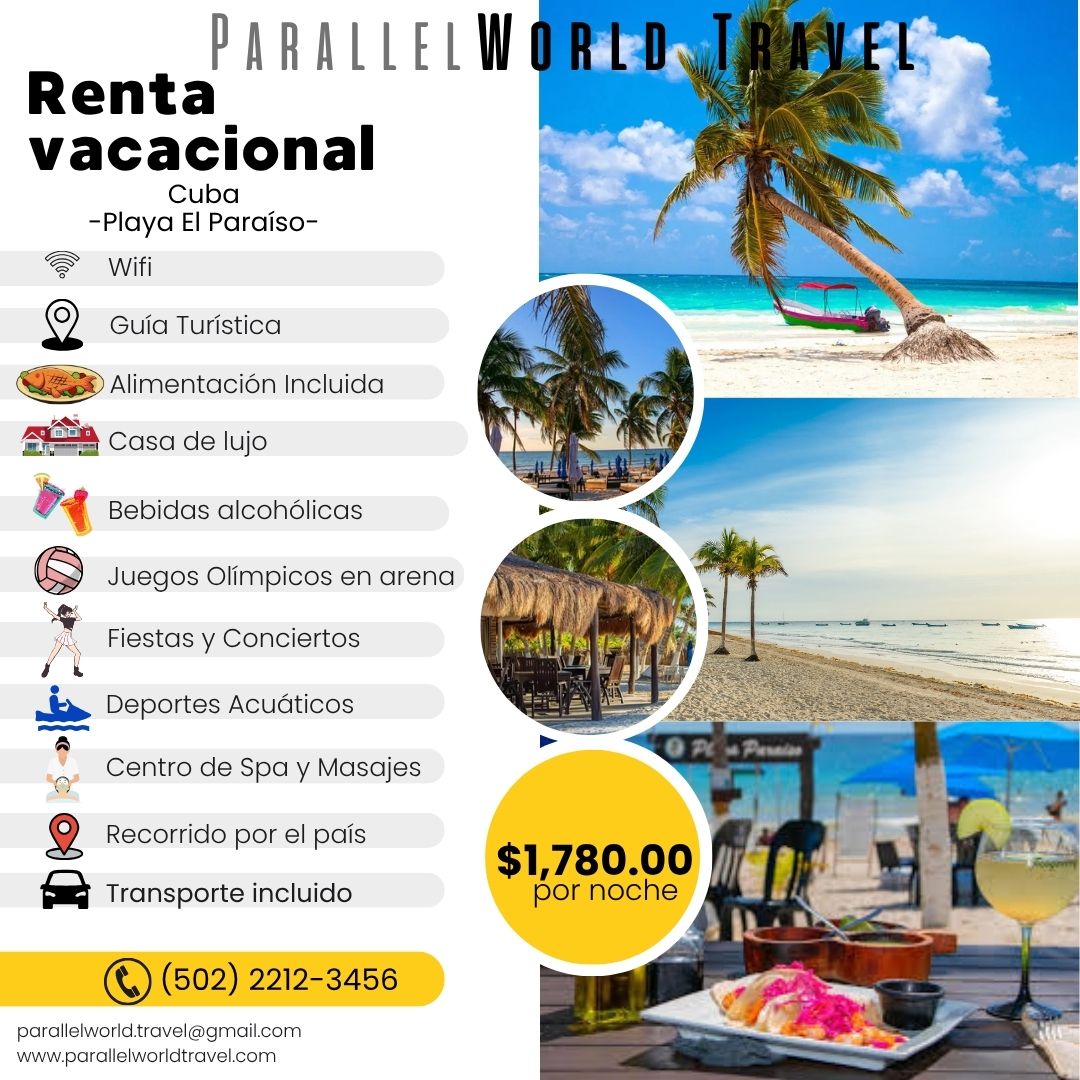 ParallelWorld Travel
Renta
vacacional
Cuba
-Playa El Paraíso-
Wifi
Guía Turística
Alimentación Incluida
Casa de lujo
Bebidas alcohólicas
Juegos Olímpicos en arena
Fiestas y Conciertos
Deportes Acuáticos
Centro de Spa y Masajes
Recorrido por el país
Transporte incluido
Playa Paraiso
$1,780.00
por noche
(502) 2212-3456
parallelworld.travel@gmail.com
www.parallelworldtravel.com